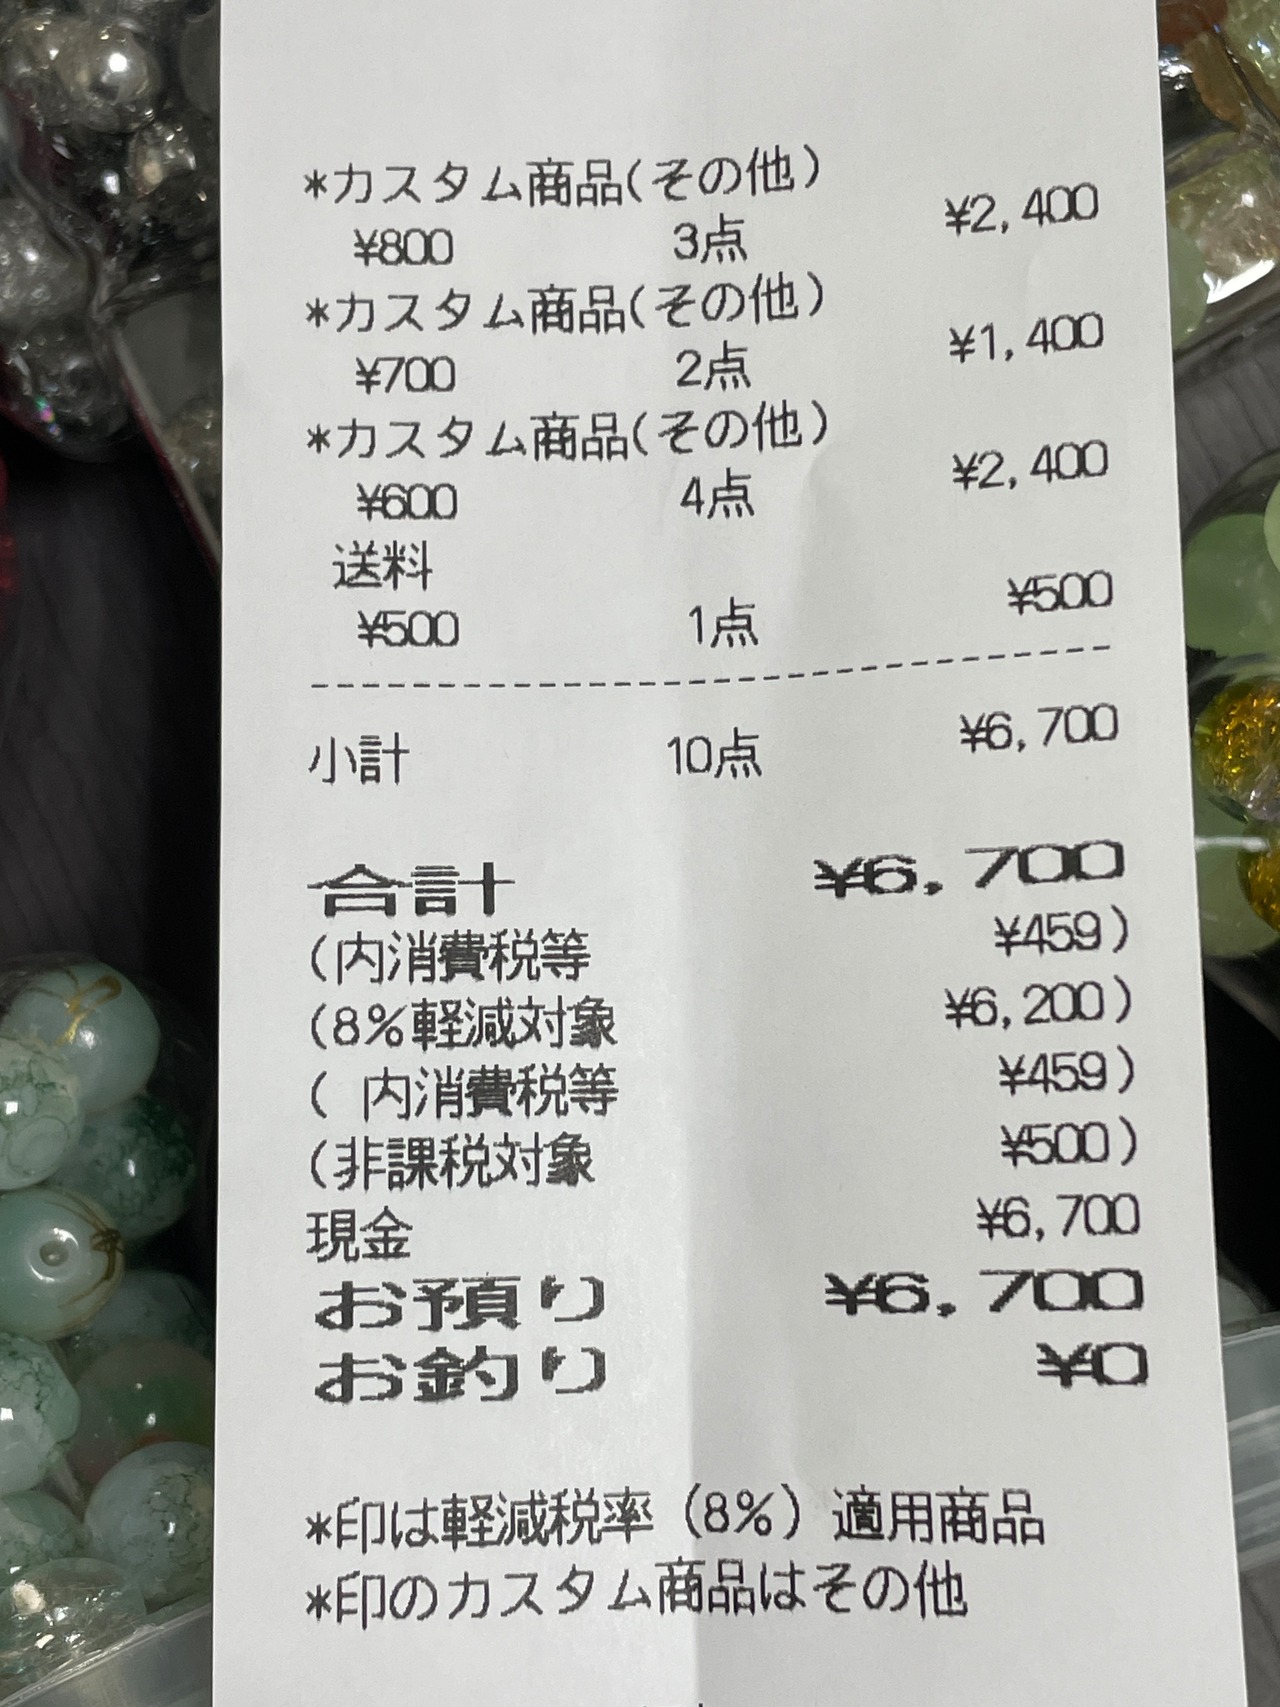 *カスタム商品(その他)
¥800 3点 ¥2,400
*カスタム商品(その他)
¥700 2点 ¥1,400
*カスタム商品(その他)
¥600 4点 ¥2,400
送料
¥500 1点 ¥500
小計 10点 ¥6,700
合計 ¥6,700
(内消費税等 ¥459)
(8%軽減対象 ¥6,200)
( 内消費税等 ¥459)
(非課税対象 ¥500)
現金 ¥6,700
お預り ¥6,700
お釣り ¥0
*印は軽減税率(8%)適用商品
*印のカスタム商品はその他